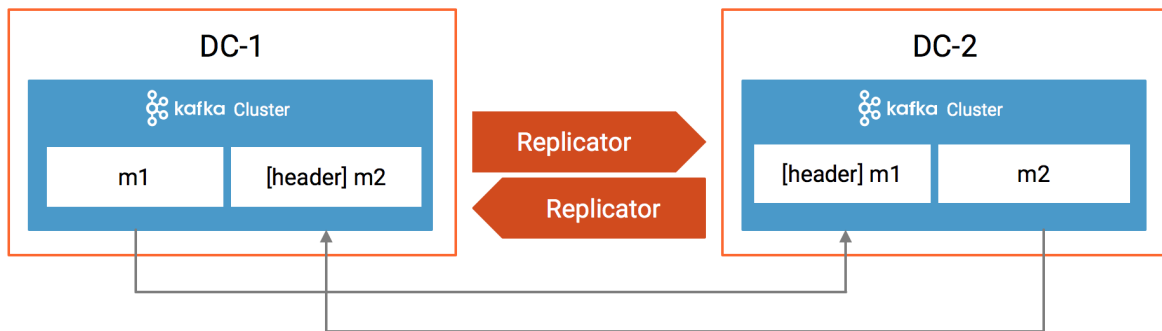 DC-1
kafka Cluster
m1
[header] m2
Replicator
Replicator
DC-2
kafka Cluster
[header] m1
m2